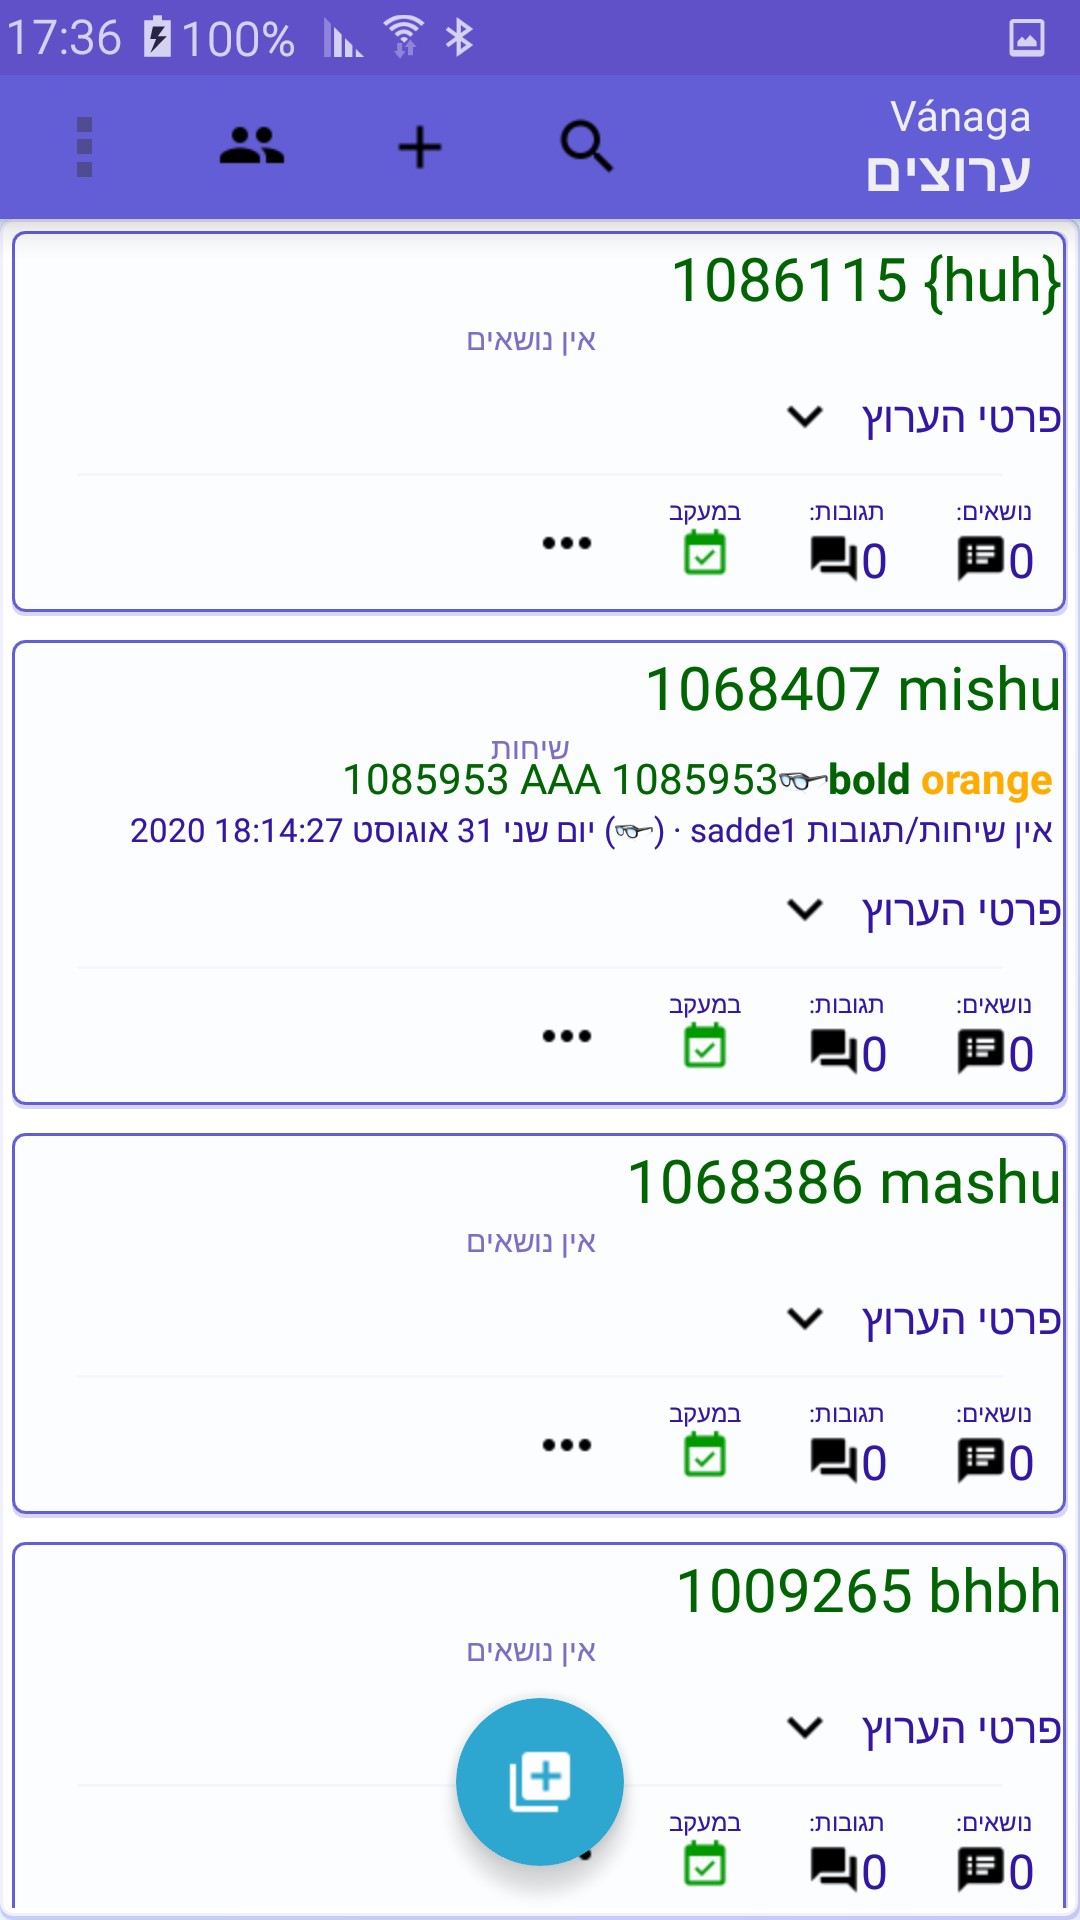 17:36 100%
Vánaga
ערוצים
1086115 {huh}
אין נושאים
פרטי הערוץ
נושאים: תגובות: במעקב
0 0
1068407 mishu
שיחות
1085953 AAA 1085953👓bold orange
אין שיחות/תגובות sadde1 · (👓) יום שני 31 אוגוסט 2020 18:14:27
פרטי הערוץ
נושאים: תגובות: במעקב
0 0
1068386 mashu
אין נושאים
פרטי הערוץ
נושאים: תגובות: במעקב
0 0
1009265 bhbh
אין נושאים
פרטי הערוץ
נושאים: תגובות: במעקב
0 0